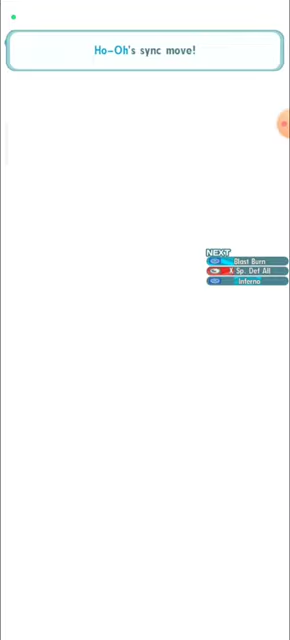 Ho-Oh's sync move!
NEXT
Blast Burn
X Sp. Def All
Inferno